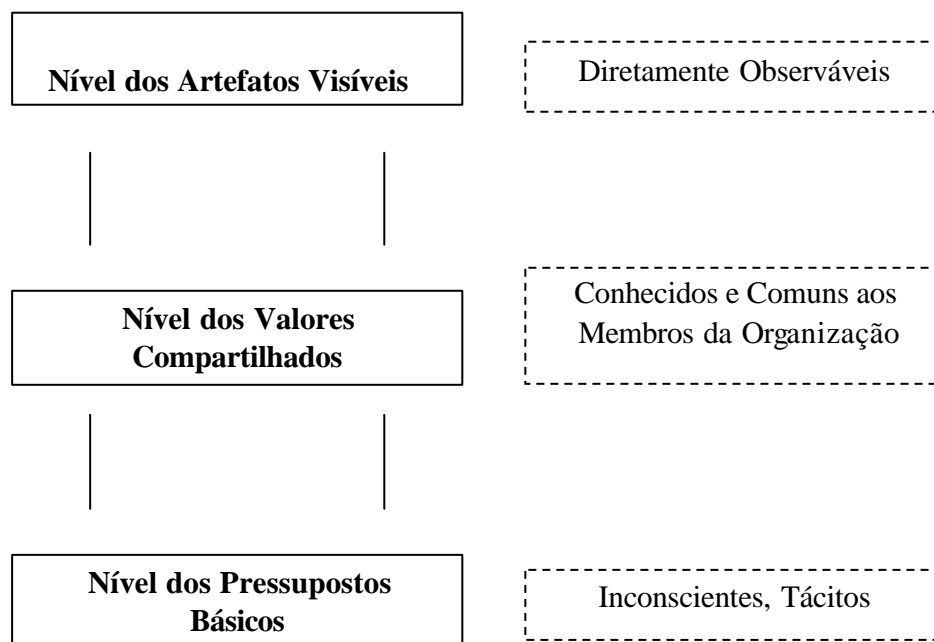 Nível dos Artefatos Visíveis
Diretamente Observáveis
Nível dos Valores
Compartilhados
Conhecidos e Comuns aos
Membros da Organização
Nível dos Pressupostos
Básicos
Inconscientes, Tácitos